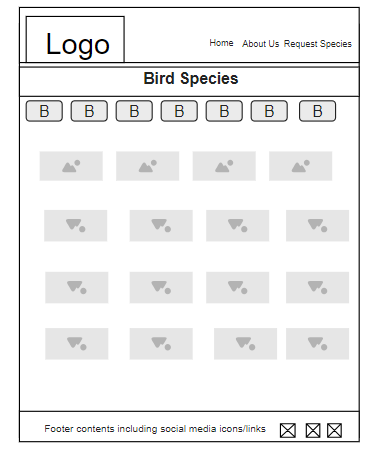 Logo
Home About Us Request Species
Bird Species
B B B B B B B
Footer contents including social media icons/links